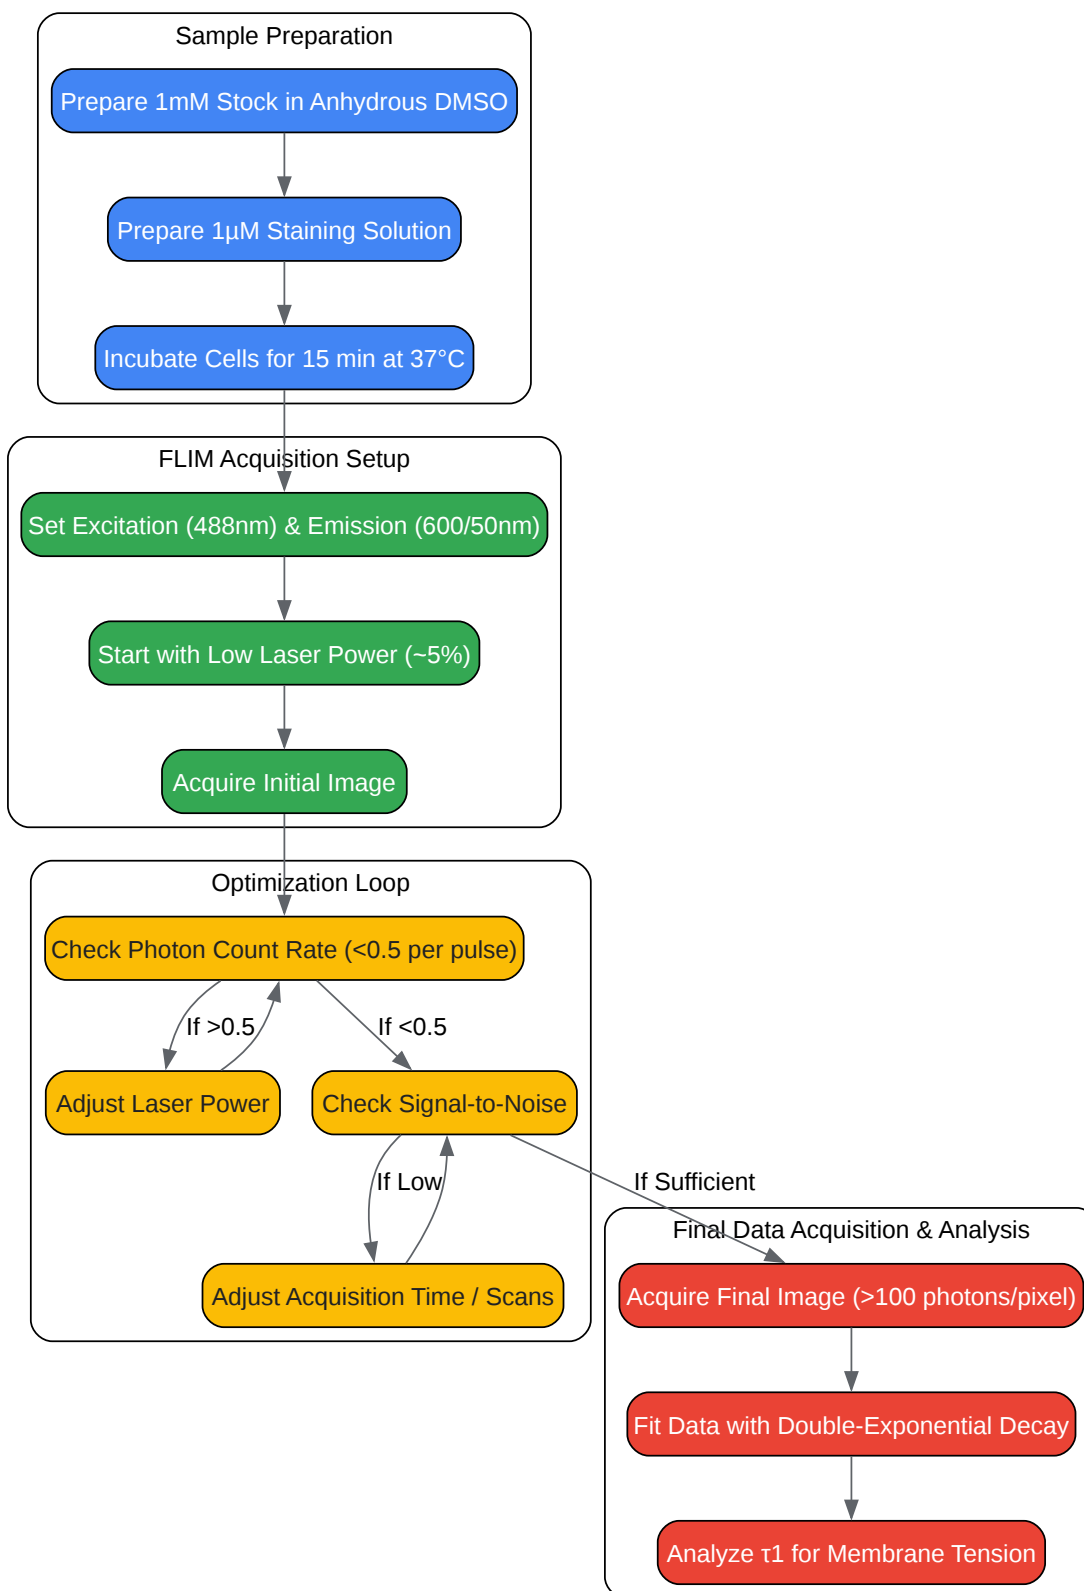 Sample Preparation
Prepare 1mM Stock in Anhydrous DMSO
Prepare 1µM Staining Solution
Incubate Cells for 15 min at 37°C
FLIM Acquisition Setup
Set Excitation (488nm) & Emission (600/50nm)
Start with Low Laser Power (~5%)
Acquire Initial Image
Optimization Loop
Check Photon Count Rate (<0.5 per pulse)
If >0.5
If <0.5
Adjust Laser Power
Check Signal-to-Noise
If Low
If Sufficient
Adjust Acquisition Time / Scans
Final Data Acquisition & Analysis
Acquire Final Image (>100 photons/pixel)
Fit Data with Double-Exponential Decay
Analyze τ1 for Membrane Tension